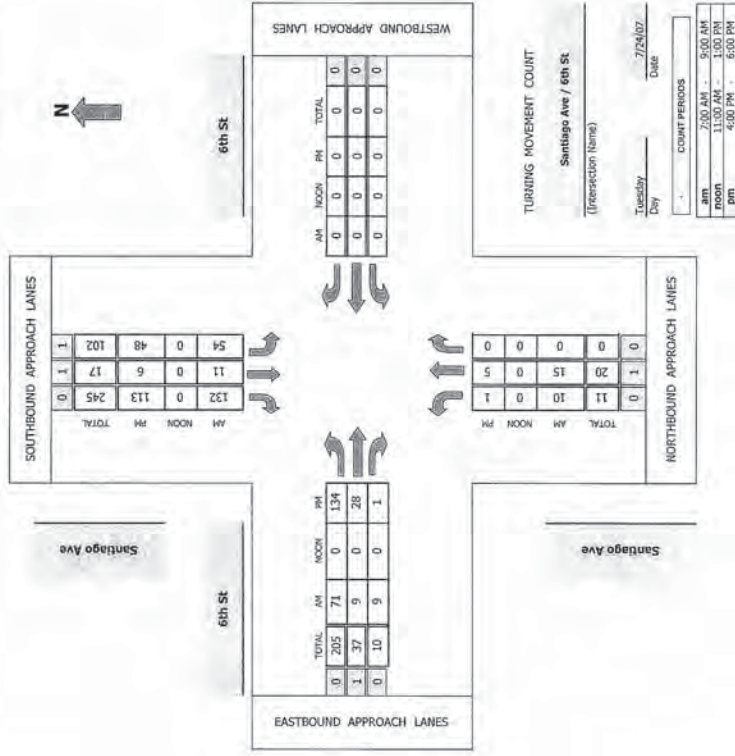 N
SOUTHBOUND APPROACH LANES
0 1 1
TOTAL 245 17 102
PM 113 6 48
NOON 0 0 0
AM 132 11 54
Santiago Ave
6th St
6th St
WESTBOUND APPROACH LANES
AM NOON PM TOTAL
0 0 0 0 0
0 0 0 0 0
0 0 0 0 0
TOTAL AM NOON PM
0 205 71 0 134
1 37 9 0 28
0 10 9 0 1
EASTBOUND APPROACH LANES
PM 1 5 0
NOON 0 0 0
AM 10 15 0
TOTAL 11 20 0
0 1 0
NORTHBOUND APPROACH LANES
Santiago Ave
TURNING MOVEMENT COUNT
Santiago Ave / 6th St
(Intersection Name)
Tuesday 7/24/07
Day Date
COUNT PERIODS
am 7:00 AM - 9:00 AM
noon 11:00 AM - 1:00 PM
pm 4:00 PM - 6:00 PM